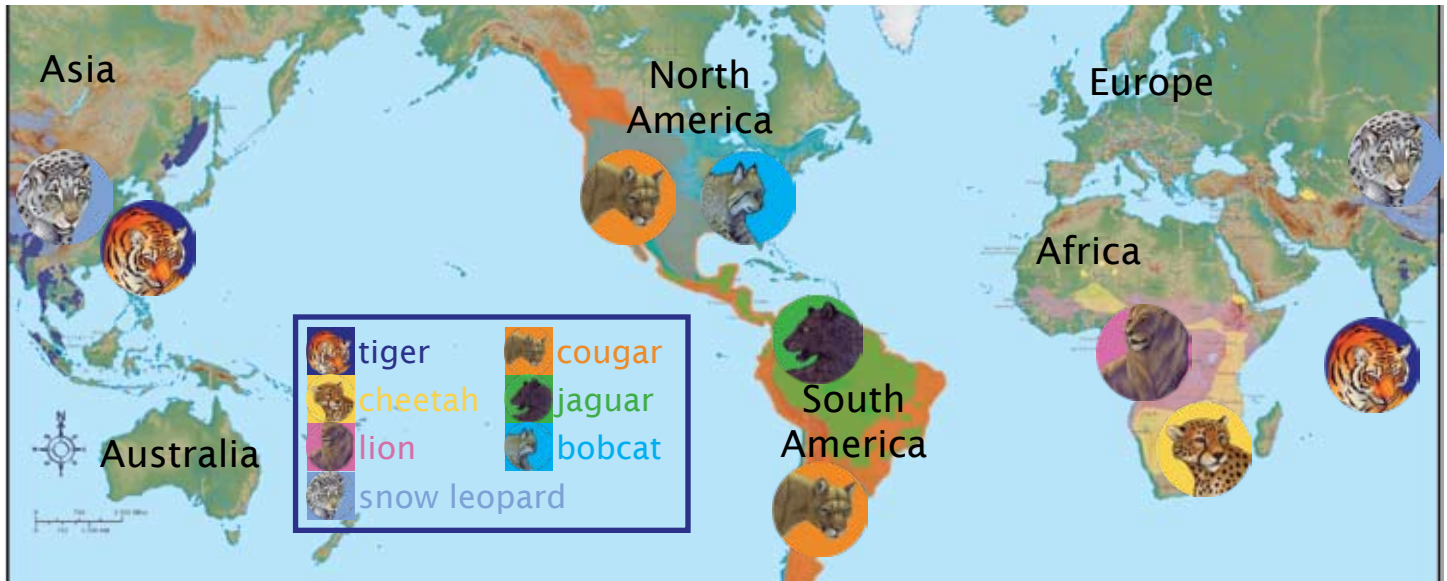 Asia
North
America
Europe
Africa
South
America
Australia
N
tiger
cheetah
lion
snow leopard
cougar
jaguar
bobcat